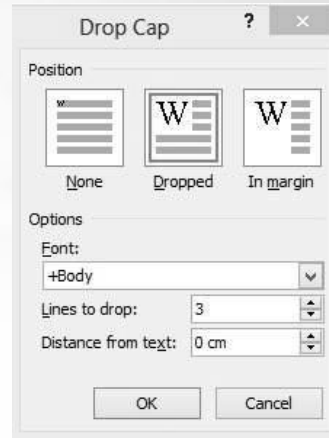 Drop Cap ?
Position
W W W
None Dropped In margin
Options
Font:
+Body
Lines to drop: 3
Distance from text: 0 cm
OK Cancel